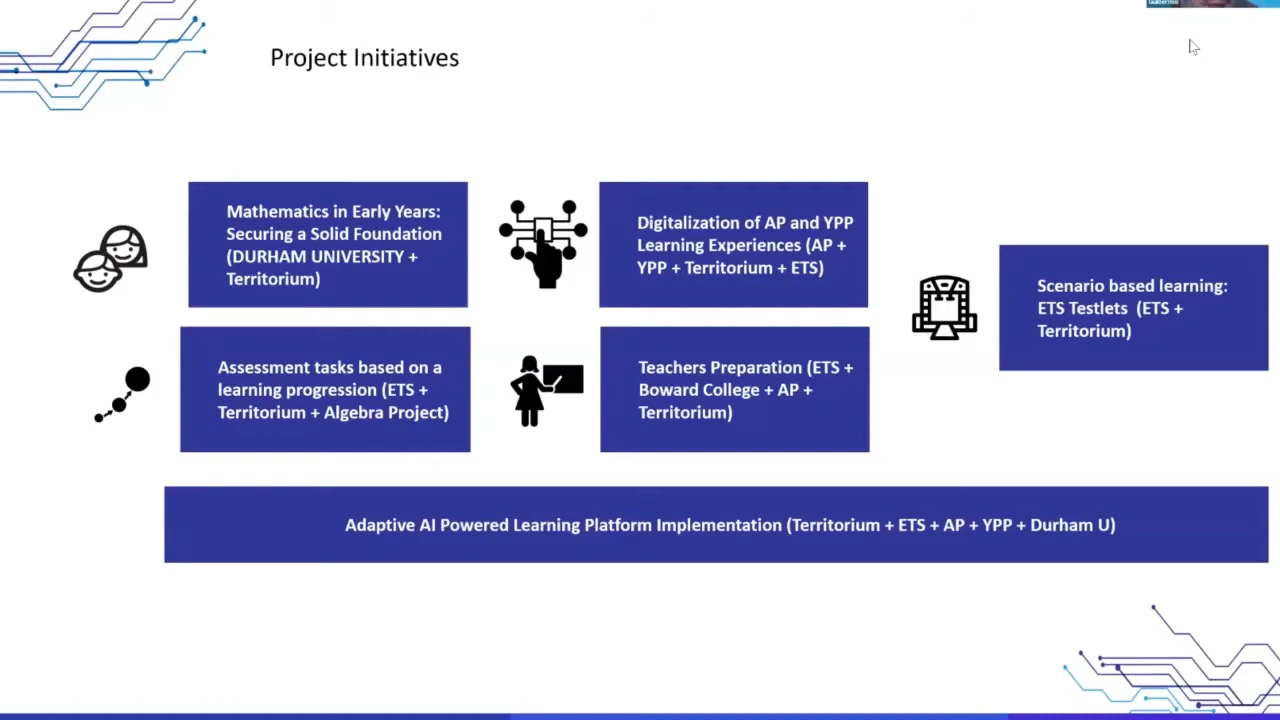 Guillermo
Project Initiatives
Mathematics in Early Years:
Securing a Solid Foundation
(DURHAM UNIVERSITY +
Territorium)
Digitalization of AP and YPP
Learning Experiences (AP +
YPP + Territorium + ETS)
Scenario based learning:
ETS Testlets (ETS +
Territorium)
Assessment tasks based on a
learning progression (ETS +
Territorium + Algebra Project)
Teachers Preparation (ETS +
Boward College + AP +
Territorium)
Adaptive AI Powered Learning Platform Implementation (Territorium + ETS + AP + YPP + Durham U)